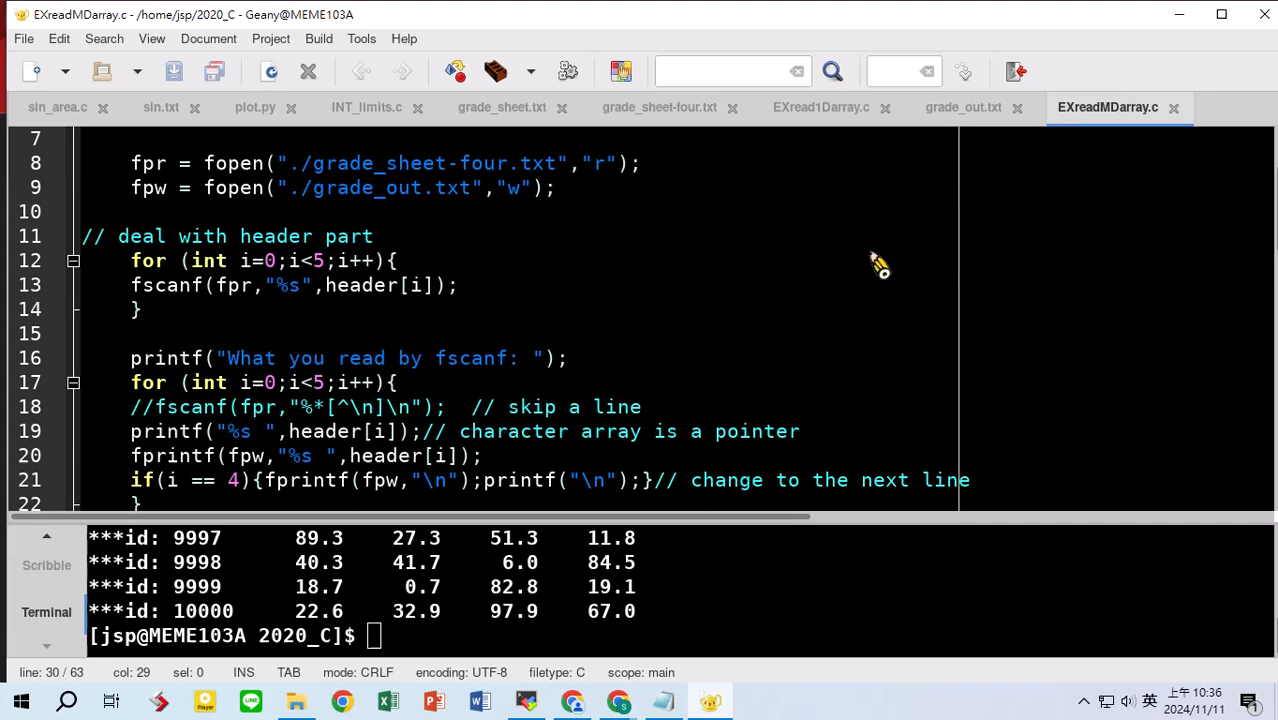 EXreadMDarray.c - /home/jsp/2020_C - Geany@MEME103A
File Edit Search View Document Project Build Tools Help
sin_area.c sin.txt plot.py INT_limits.c grade_sheet.txt grade_sheet-four.txt EXread1Darray.c grade_out.txt EXreadMDarray.c
7
8 fpr = fopen("./grade_sheet-four.txt","r");
9 fpw = fopen("./grade_out.txt","w");
10
11 // deal with header part
12 for (int i=0;i<5;i++){
13 fscanf(fpr,"%s",header[i]);
14 }
15
16 printf("What you read by fscanf: ");
17 for (int i=0;i<5;i++){
18 //fscanf(fpr,"%*[^\n]\n"); // skip a line
19 printf("%s ",header[i]);// character array is a pointer
20 fprintf(fpw,"%s ",header[i]);
21 if(i == 4){fprintf(fpw,"\n");printf("\n");}// change to the next line
22 }
Scribble
Terminal
***id: 9997 89.3 27.3 51.3 11.8
***id: 9998 40.3 41.7 6.0 84.5
***id: 9999 18.7 0.7 82.8 19.1
***id: 10000 22.6 32.9 97.9 67.0
[jsp@MEME103A 2020_C]$
line: 30 / 63 col: 29 sel: 0 INS TAB mode: CRLF encoding: UTF-8 filetype: C scope: main
英 上午 10:36
2024/11/11